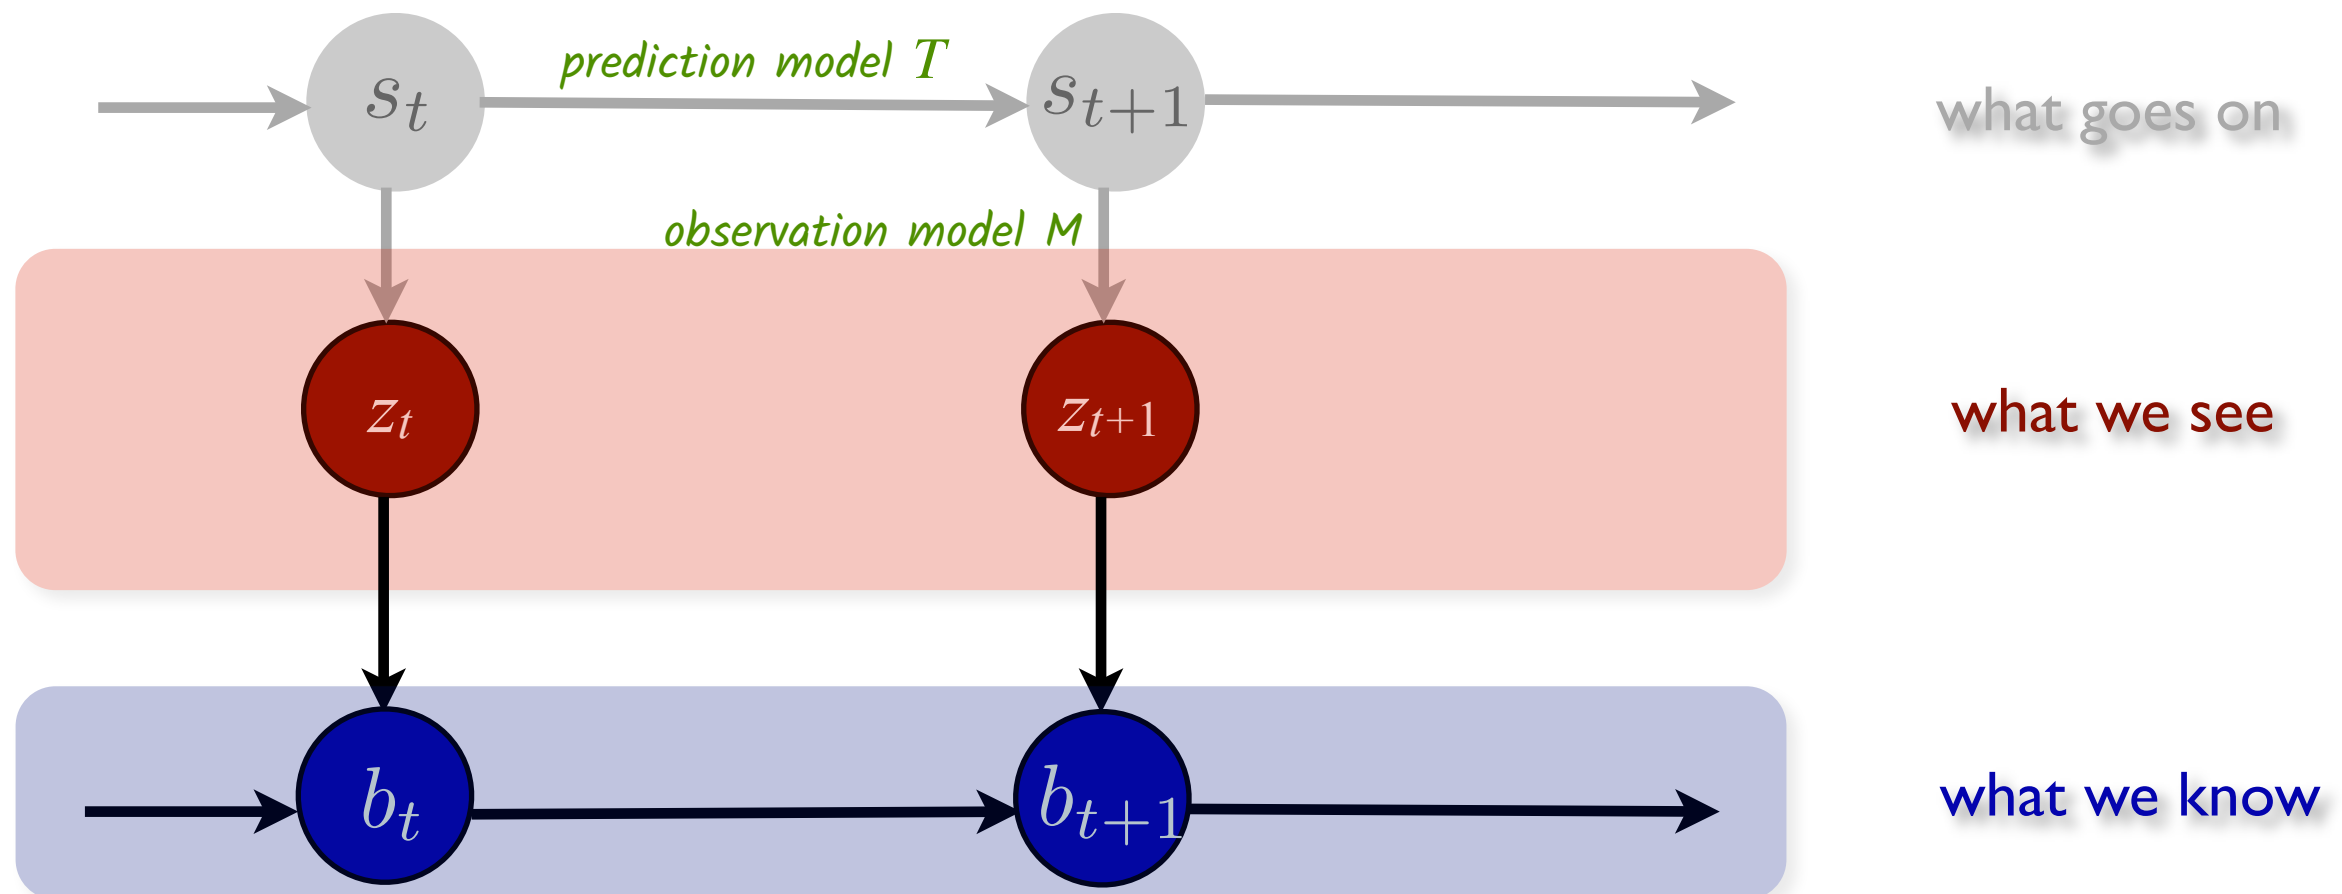 s_t prediction model T s_{t+1} what goes on
observation model M
z_t z_{t+1} what we see
b_t b_{t+1} what we know